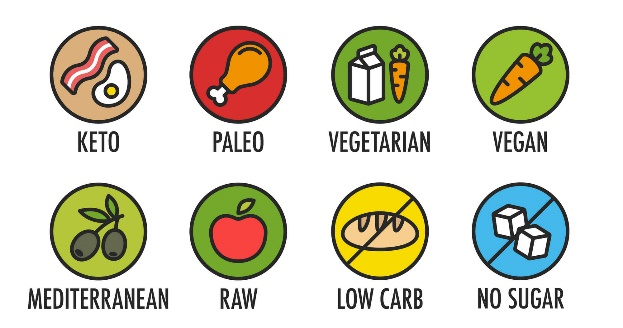 KETO
PALEO
VEGETARIAN
VEGAN
MEDITERRANEAN
RAW
LOW CARB
NO SUGAR